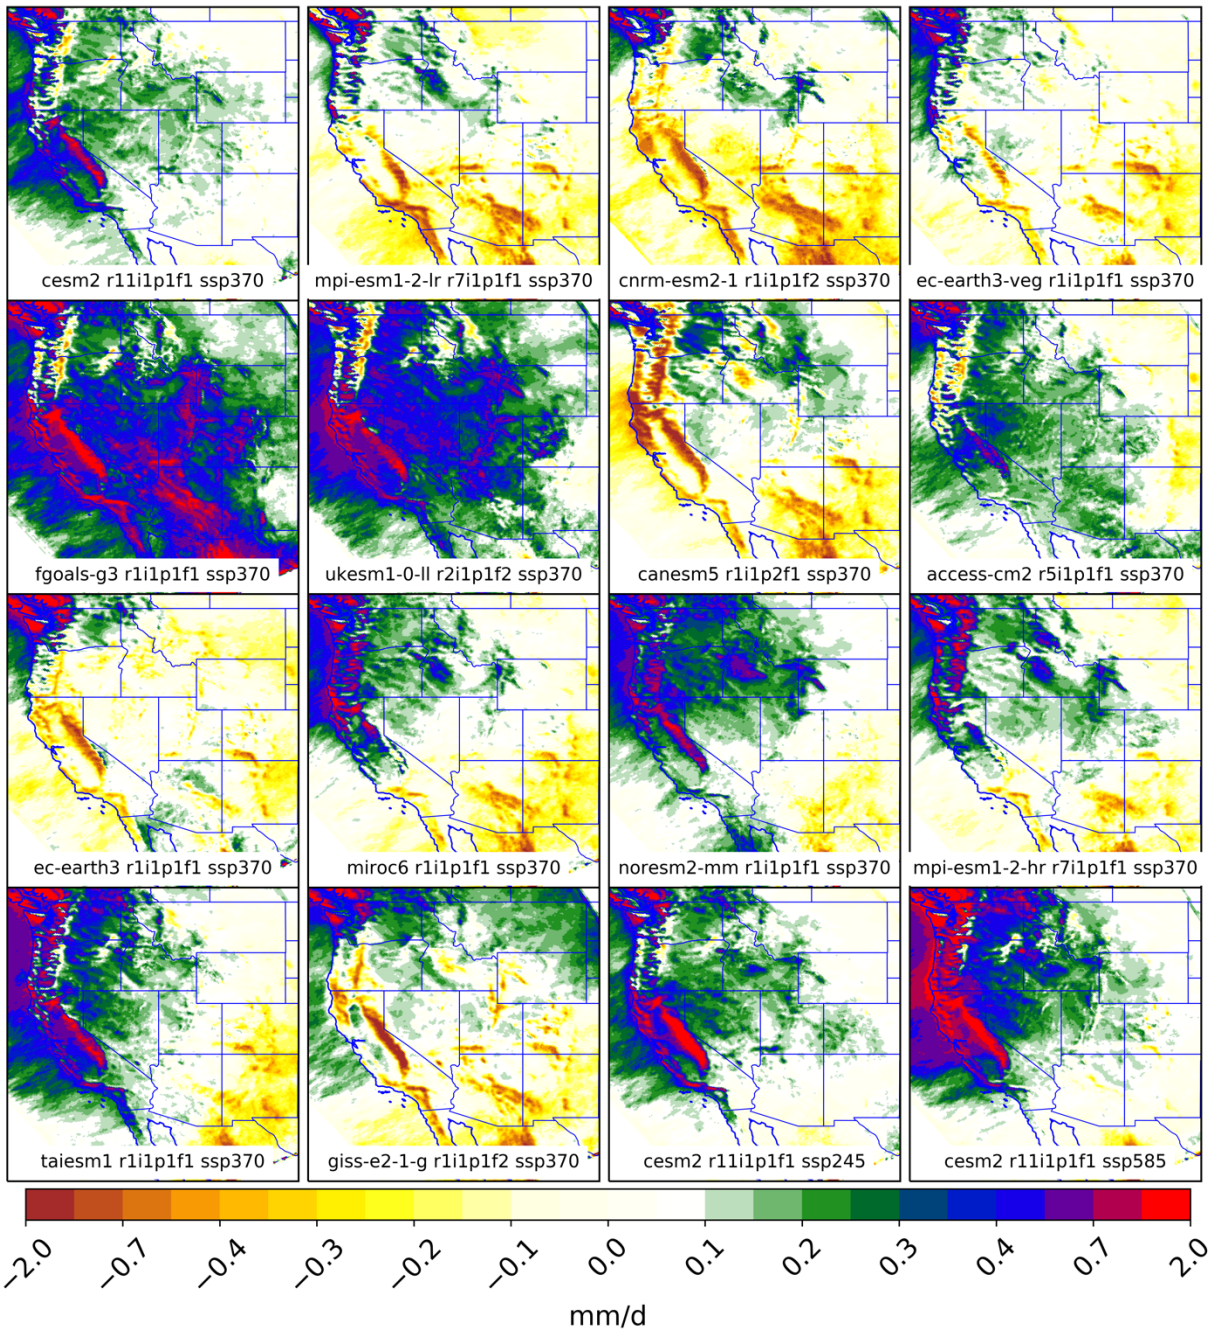 cesm2 r11i1p1f1 ssp370
mpi-esm1-2-lr r7i1p1f1 ssp370
cnrm-esm2-1 r1i1p1f2 ssp370
ec-earth3-veg r1i1p1f1 ssp370
fgoals-g3 r1i1p1f1 ssp370
ukesm1-0-ll r2i1p1f2 ssp370
canesm5 r1i1p2f1 ssp370
access-cm2 r5i1p1f1 ssp370
ec-earth3 r1i1p1f1 ssp370
miroc6 r1i1p1f1 ssp370
noresm2-mm r1i1p1f1 ssp370
mpi-esm1-2-hr r7i1p1f1 ssp370
taiesm1 r1i1p1f1 ssp370
giss-e2-1-g r1i1p1f2 ssp370
cesm2 r11i1p1f1 ssp245
cesm2 r11i1p1f1 ssp585
−2.0 −0.7 −0.4 −0.3 −0.2 −0.1 0.0 0.1 0.2 0.3 0.4 0.7 2.0
mm/d